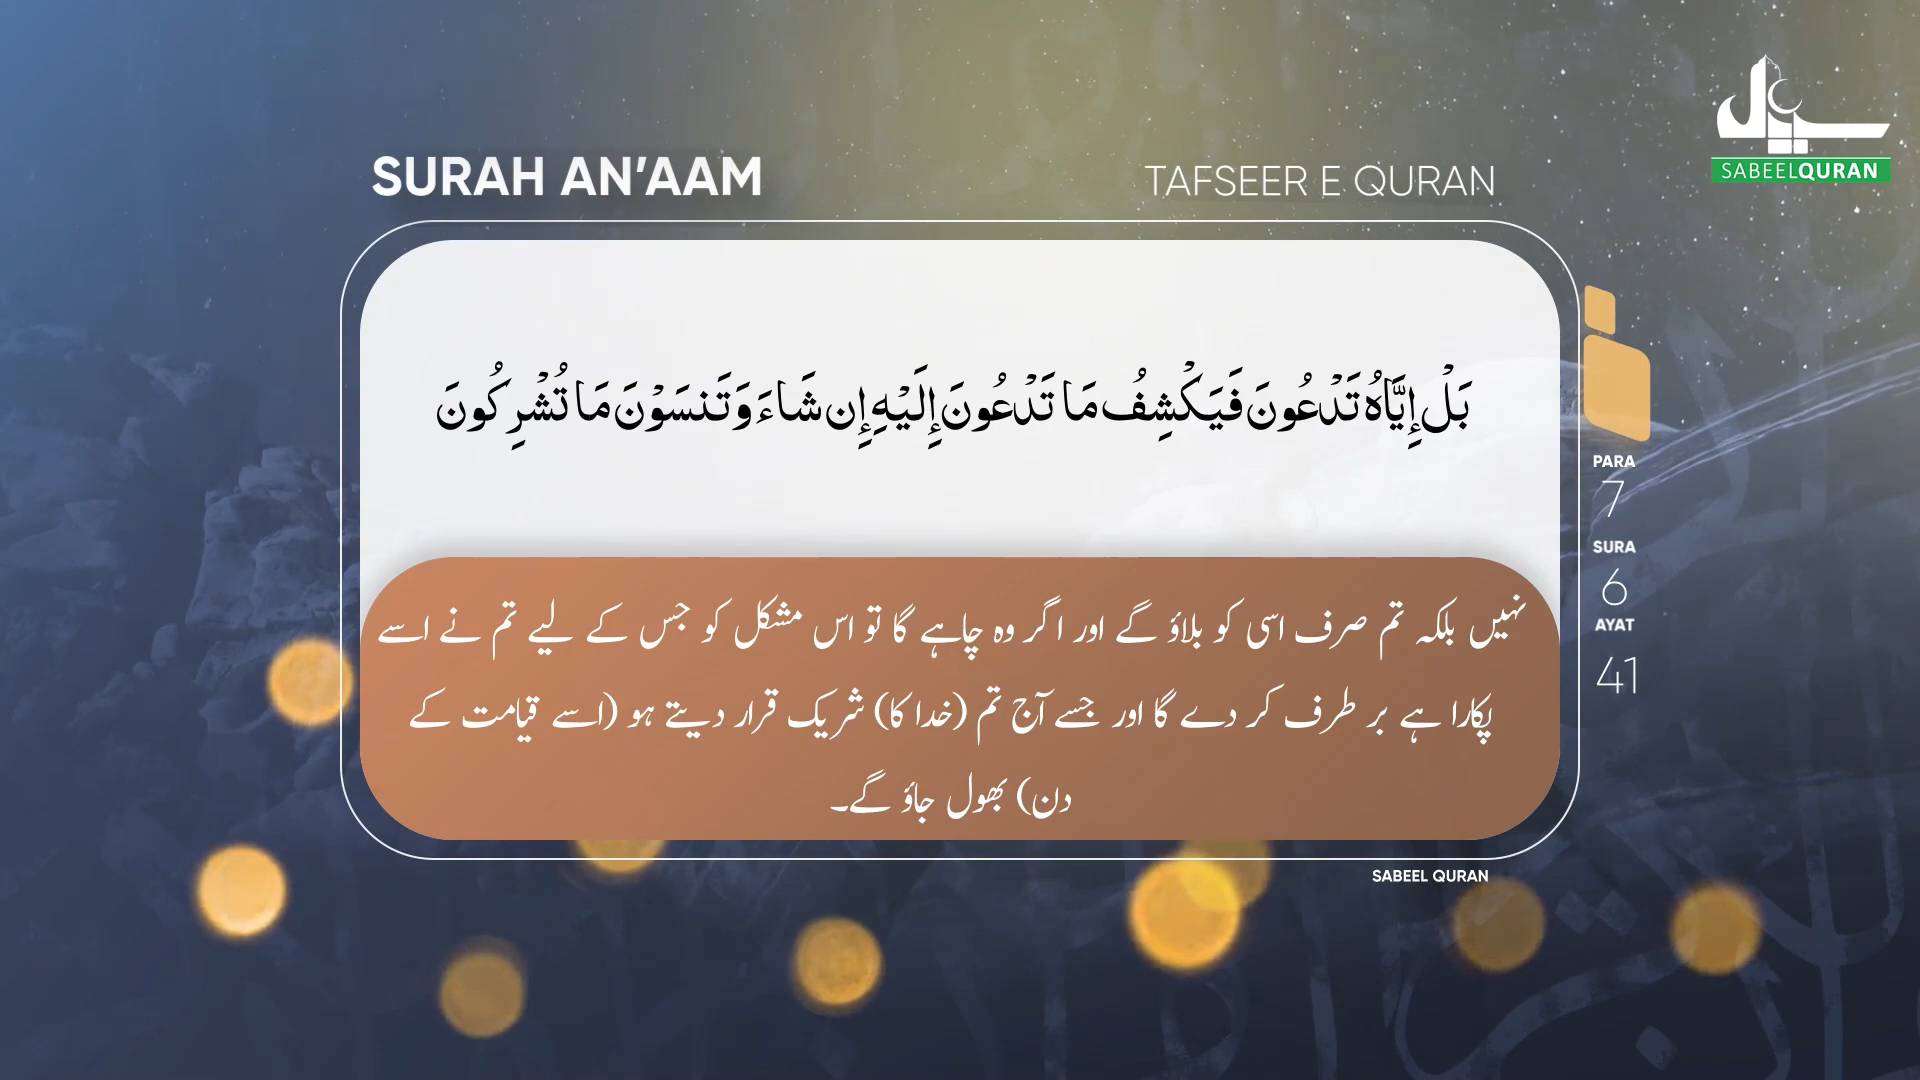 SURAH AN'AAM
TAFSEER E QURAN
سبیل
SABEELQURAN
بَلْ إِيَّاهُ تَدْعُونَ فَيَكْشِفُ مَا تَدْعُونَ إِلَيْهِ إِن شَاءَ وَتَنسَوْنَ مَا تُشْرِكُونَ
نہیں بلکہ تم صرف اسی کو بلاؤ گے اور اگر وہ چاہے گا تو اس مشکل کو جس کے لیے تم نے اسے
پکارا ہے بر طرف کر دے گا اور جسے آج تم (خدا کا) شریک قرار دیتے ہو (اسے قیامت کے
دن) بھول جاؤ گے۔
PARA
7
SURA
6
AYAT
41
SABEEL QURAN